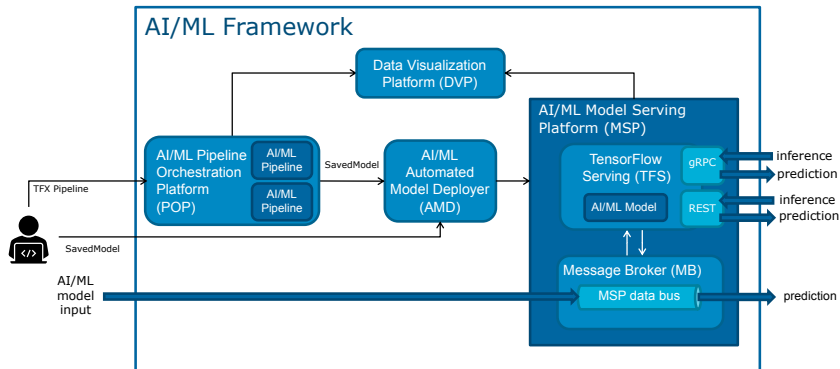 AI/ML Framework
Data Visualization
Platform (DVP)
AI/ML Model Serving
Platform (MSP)
AI/ML Pipeline
Orchestration
Platform
(POP)
AI/ML
Pipeline
AI/ML
Pipeline
SavedModel
AI/ML
Automated
Model Deployer
(AMD)
TensorFlow
Serving (TFS)
AI/ML Model
gRPC
REST
inference
prediction
inference
prediction
TFX Pipeline
</>
SavedModel
Message Broker (MB)
MSP data bus
AI/ML
model
input
prediction